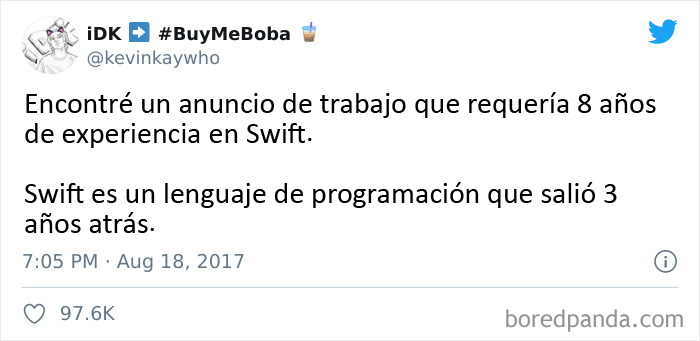 iDK ➡️ #BuyMeBoba 🧋
@kevinkaywho
Encontré un anuncio de trabajo que requería 8 años
de experiencia en Swift.
Swift es un lenguaje de programación que salió 3
años atrás.
7:05 PM · Aug 18, 2017
97.6K
boredpanda.com